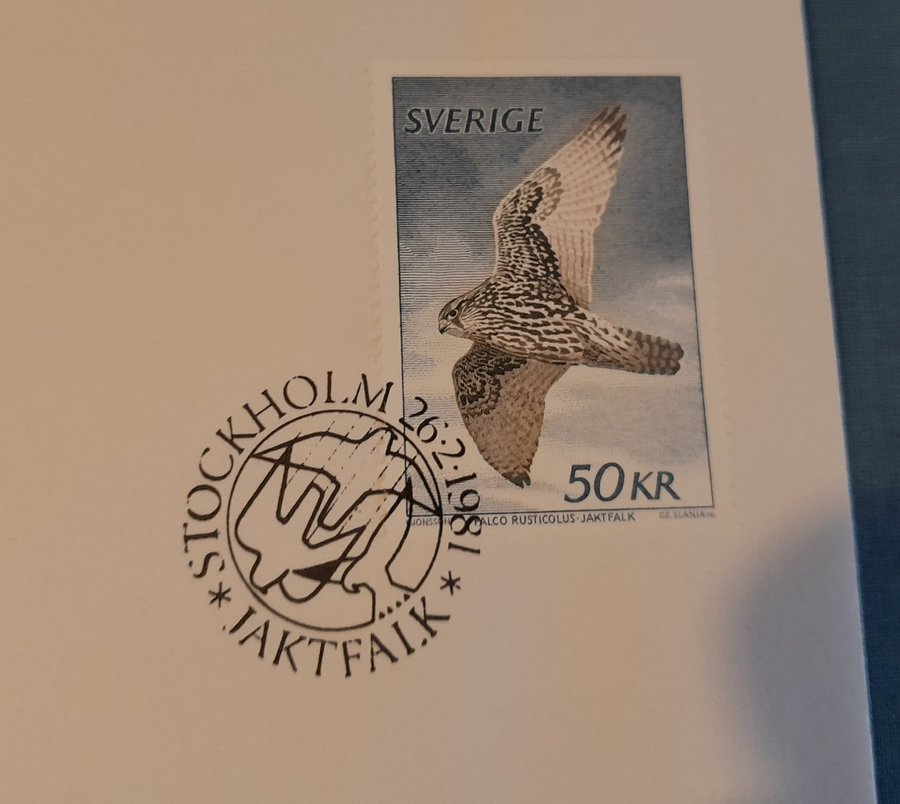 SVERIGE
50 KR
JONSSON FALCO RUSTICOLUS · JAKTFALK CZ. SLANIA
STOCKHOLM 26.2.1981
* JAKTFALK *